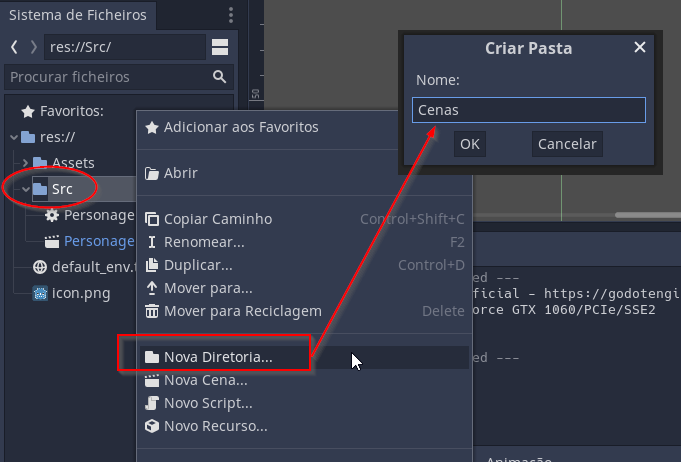 Sistema de Ficheiros
res://Src/
Procurar ficheiros
Favoritos:
res://
Assets
Src
Personage
Personage
default_env.t
icon.png
50
Adicionar aos Favoritos
Abrir
Copiar Caminho Control+Shift+C
Renomear... F2
Duplicar... Control+D
Mover para...
Mover para Reciclagem Delete
Nova Diretoria...
Nova Cena...
Novo Script...
Novo Recurso...
Criar Pasta
Nome:
Cenas
OK Cancelar
ed ---
ficial - https://godotengi
orce GTX 1060/PCIe/SSE2
ed ---
Animação